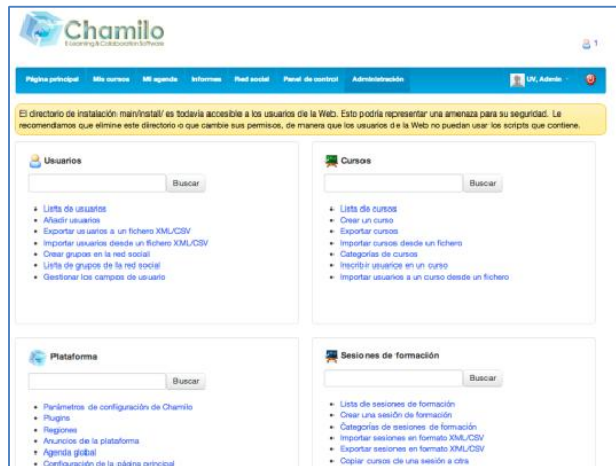 Chamilo
E-Learning & Collaboration Software
1
Página principal Mis cursos Mi agenda Informes Red social Panel de control Administración UV, Admin
El directorio de instalación main/install/ es todavía accesible a los usuarios de la Web. Esto podría representar una amenaza para su seguridad. Le
recomendamos que elimine este directorio o que cambie sus permisos, de manera que los usuarios de la Web no puedan usar los scripts que contiene.
Usuarios
Buscar
Lista de usuarios
Añadir usuarios
Exportar usuarios a un fichero XML/CSV
Importar usuarios desde un fichero XML/CSV
Crear grupos en la red social
Lista de grupos de la red social
Gestionar los campos de usuario
Cursos
Buscar
Lista de cursos
Crear un curso
Exportar cursos
Importar cursos desde un fichero
Categorías de cursos
Inscribir usuarios en un curso
Importar usuarios a un curso desde un fichero
Plataforma
Buscar
Parámetros de configuración de Chamilo
Plugins
Regiones
Anuncios de la plataforma
Agenda global
Configuración de la página principal
Sesiones de formación
Buscar
Lista de sesiones de formación
Crear una sesión de formación
Categorías de sesiones de formación
Importar sesiones en formato XML/CSV
Exportar sesiones en formato XML/CSV
Copiar cursos de una sesión a otra